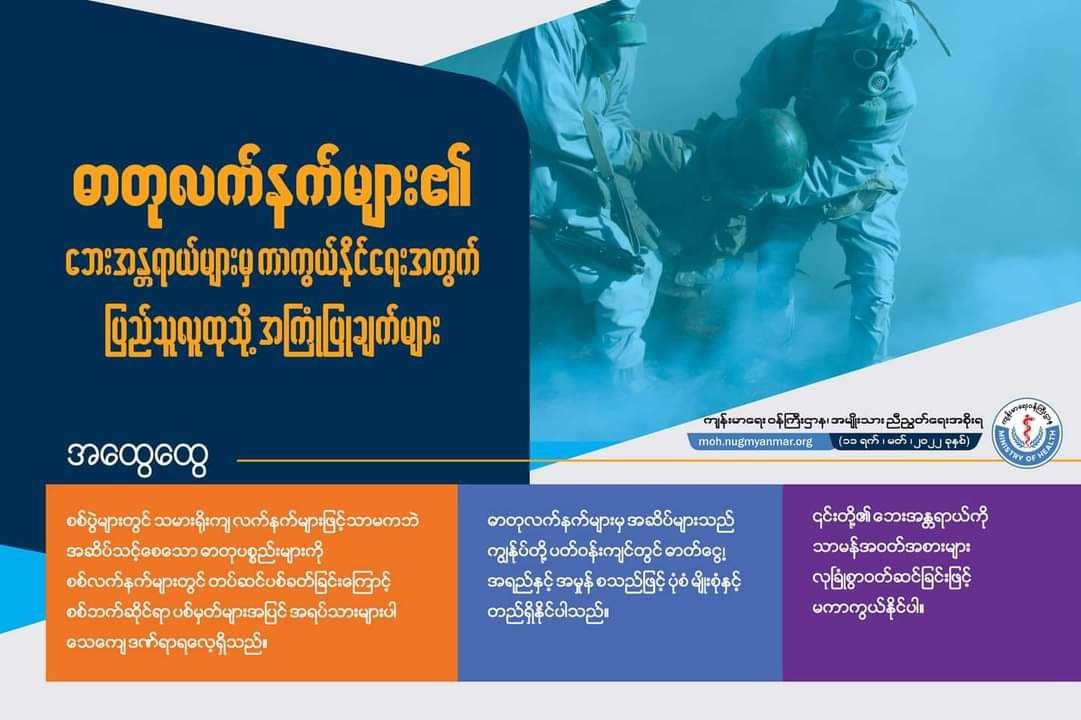 ဓာတုလက်နက်များ၏
ဘေးအန္တရာယ်များမှ ကာကွယ်နိုင်ရေးအတွက်
ပြည်သူလူထုသို့ အကြံပြုချက်များ
ကျန်းမာရေး ဝန်ကြီးဌာန၊ အမျိုးသား ညီညွတ်ရေးအစိုးရ
moh.nugmyanmar.org (၁၁ ရက် ၊ မတ် ၊ ၂၀၂၂ ခုနှစ်)
ကျန်းမာရေးဝန်ကြီးဌာန
MINISTRY OF HEALTH
အထွေထွေ
စစ်ပွဲများတွင် သမားရိုးကျ လက်နက်များဖြင့်သာမကဘဲ
အဆိပ်သင့်စေသော ဓာတုပစ္စည်းများကို
စစ်လက်နက်များတွင် တပ်ဆင်ပစ်ခတ်ခြင်းကြောင့်
စစ်ဘက်ဆိုင်ရာ ပစ်မှတ်များအပြင် အရပ်သားများပါ
သေကျေ ဒဏ်ရာရလေ့ရှိသည်။
ဓာတုလက်နက်များမှ အဆိပ်များသည်
ကျွန်ုပ်တို့ ပတ်ဝန်းကျင်တွင် ဓာတ်ငွေ့၊
အရည်နှင့် အမှုန် စသည်ဖြင့် ပုံစံ မျိုးစုံနှင့်
တည်ရှိနိုင်ပါသည်။
၎င်းတို့၏ ဘေးအန္တရာယ်ကို
သာမန်အဝတ်အစားများ
လုံခြုံစွာဝတ်ဆင်ခြင်းဖြင့်
မကာကွယ်နိုင်ပါ။